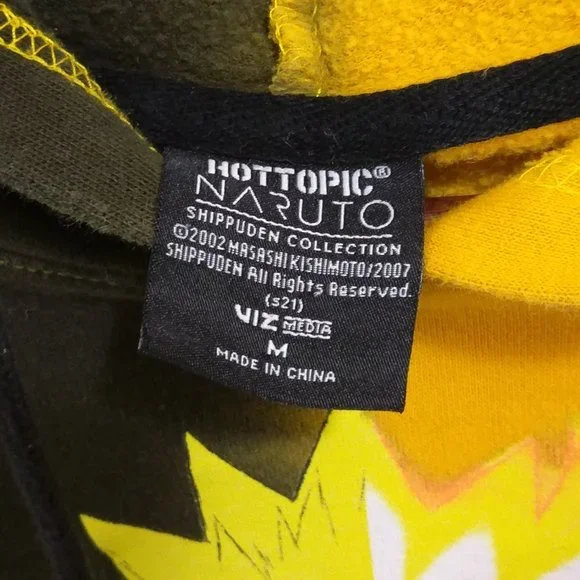 HOTTOPIC®
NARUTO
SHIPPUDEN COLLECTION
©2002 MASASHI KISHIMOTO/2007
SHIPPUDEN All Rights Reserved.
(s21)
VIZ MEDIA
M
MADE IN CHINA